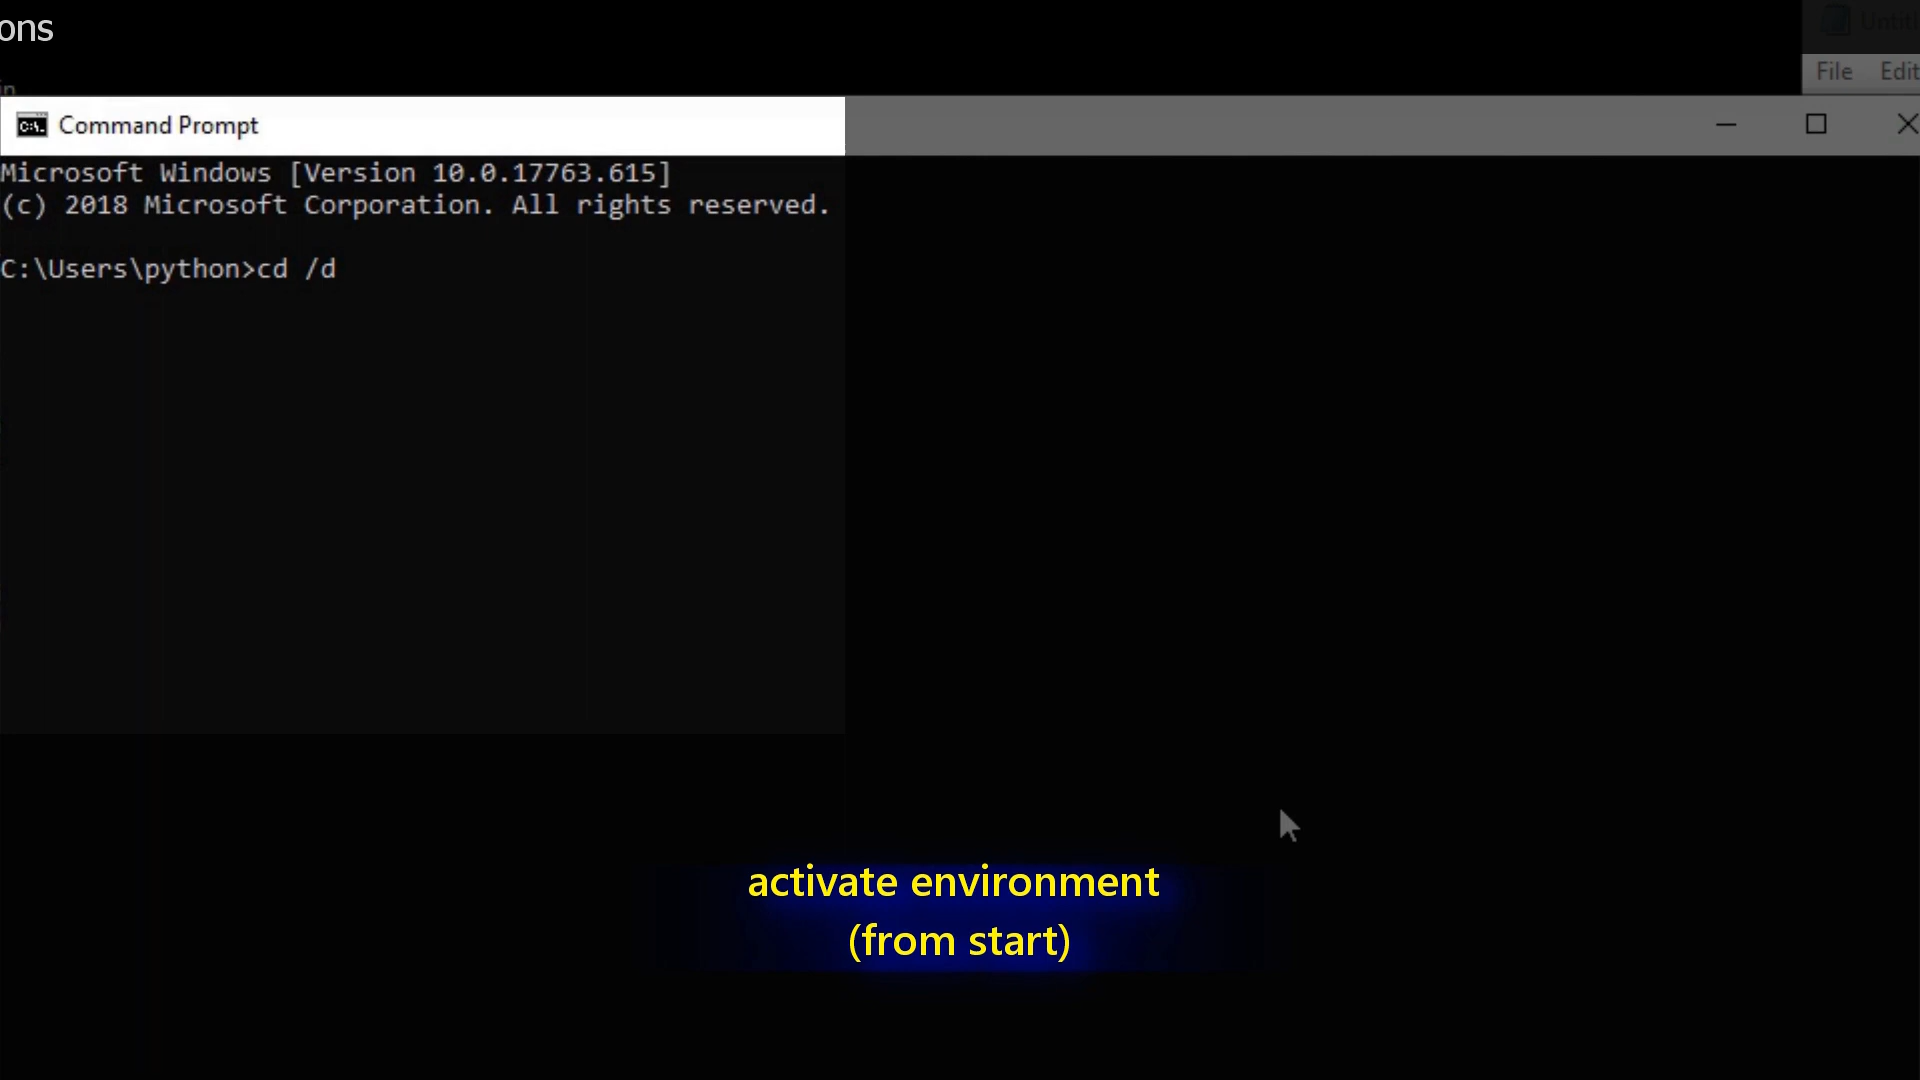 ons
in
File Edit
Command Prompt
Microsoft Windows [Version 10.0.17763.615]
(c) 2018 Microsoft Corporation. All rights reserved.
C:\Users\python>cd /d
activate environment
(from start)